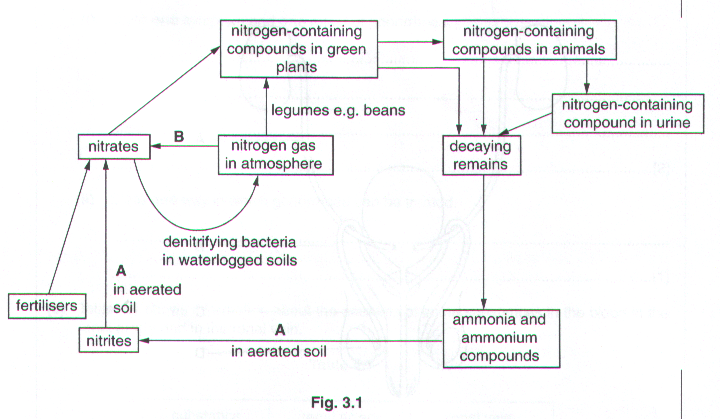 nitrogen-containing
compounds in green
plants
nitrogen-containing
compounds in animals
legumes e.g. beans
nitrogen-containing
compound in urine
nitrates
B
nitrogen gas
in atmosphere
decaying
remains
denitrifying bacteria
in waterlogged soils
A
in aerated
soil
fertilisers
nitrites
A
in aerated soil
ammonia and
ammonium
compounds
Fig. 3.1